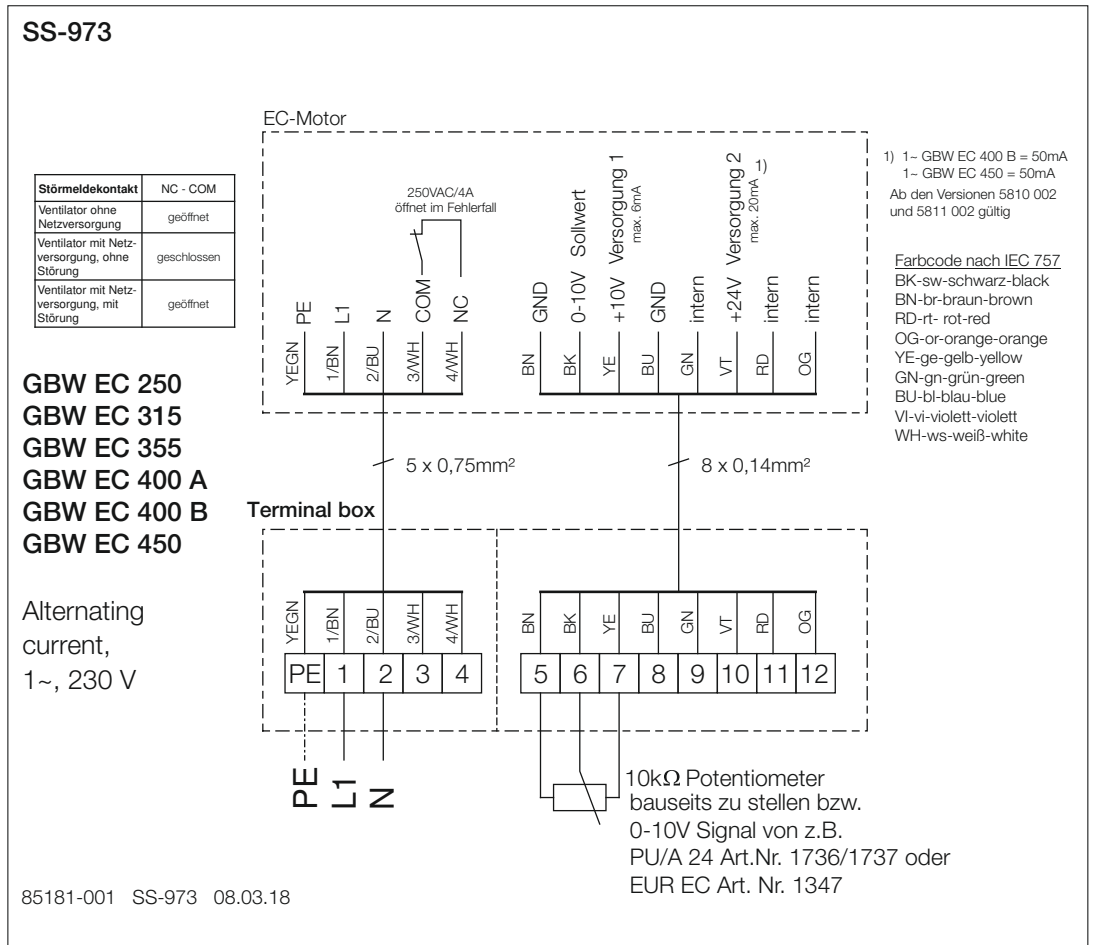 SS-973
EC-Motor
Störmeldekontakt NC - COM
Ventilator ohne
Netzversorgung
geöffnet
Ventilator mit Netz-
versorgung, ohne
Störung
geschlossen
Ventilator mit Netz-
versorgung, mit
Störung
geöffnet
250VAC/4A
öffnet im Fehlerfall
PE
L1
N
COM
NC
GND
0-10V Sollwert
+10V Versorgung 1
max. 6mA
GND
intern
+24V Versorgung 2
max. 20mA 1)
intern
intern
YEGN
1/BN
2/BU
3/WH
4/WH
BN
BK
YE
BU
GN
VT
RD
OG
1) 1~ GBW EC 400 B = 50mA
1~ GBW EC 450 = 50mA
Ab den Versionen 5810 002
und 5811 002 gültig
Farbcode nach IEC 757
BK-sw-schwarz-black
BN-br-braun-brown
RD-rt- rot-red
OG-or-orange-orange
YE-ge-gelb-yellow
GN-gn-grün-green
BU-bl-blau-blue
VI-vi-violett-violett
WH-ws-weiß-white
GBW EC 250
GBW EC 315
GBW EC 355
GBW EC 400 A
GBW EC 400 B
GBW EC 450
Alternating
current,
1~, 230 V
5 x 0,75mm²
8 x 0,14mm²
Terminal box
YEGN
1/BN
2/BU
3/WH
4/WH
BN
BK
YE
BU
GN
VT
RD
OG
PE 1 2 3 4
5 6 7 8 9 10 11 12
PE
L1
N
10kΩ Potentiometer
bauseits zu stellen bzw.
0-10V Signal von z.B.
PU/A 24 Art.Nr. 1736/1737 oder
EUR EC Art. Nr. 1347
85181-001 SS-973 08.03.18